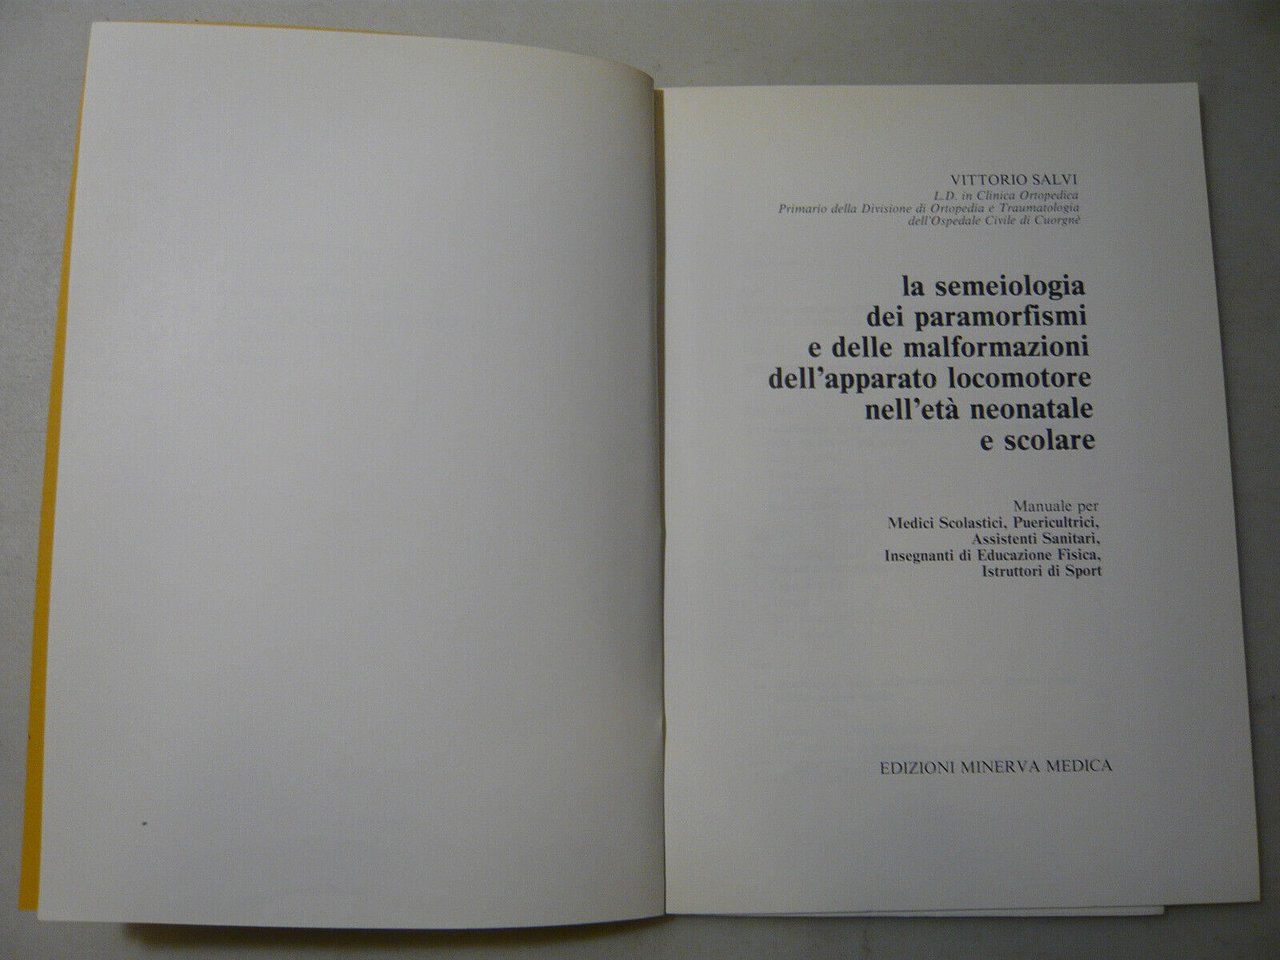 VITTORIO SALVI
L.D. in Clinica Ortopedica
Primario della Divisione di Ortopedia e Traumatologia
dell'Ospedale Civile di Cuorgnè
la semeiologia
dei paramorfismi
e delle malformazioni
dell'apparato locomotore
nell'età neonatale
e scolare
Manuale per
Medici Scolastici, Puericultrici,
Assistenti Sanitari,
Insegnanti di Educazione Fisica,
Istruttori di Sport
EDIZIONI MINERVA MEDICA